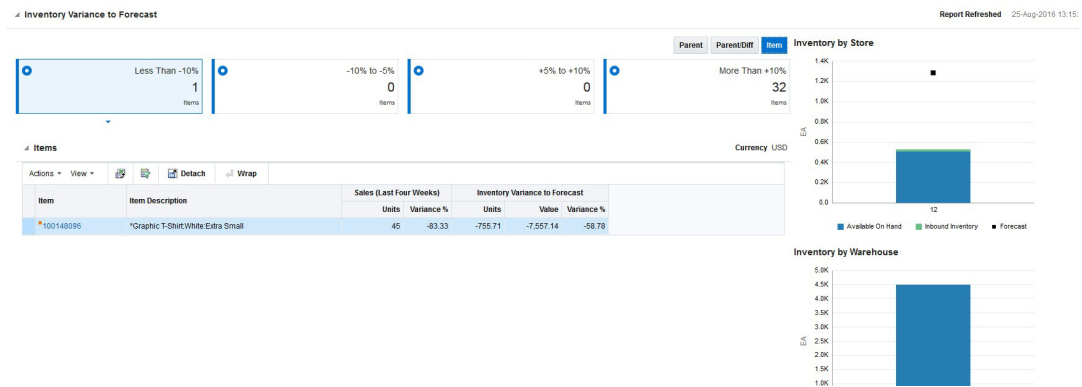 Inventory Variance to Forecast
Report Refreshed 25-Aug-2016 13:15:
Parent Parent/Diff Item
Less Than -10%
1
Items
-10% to -5%
0
Items
+5% to +10%
0
Items
More Than +10%
32
Items
Items
Currency USD
Actions View Detach Wrap
Item Item Description Sales (Last Four Weeks) Inventory Variance to Forecast
Units Variance % Units Value Variance %
100148096 *Graphic T-Shirt:White:Extra Small 45 -83.33 -755.71 -7,557.14 -58.78
Inventory by Store
1.4K
1.2K
1.0K
0.8K
0.6K
0.4K
0.2K
0.0
EA
12
Available On Hand Inbound Inventory Forecast
Inventory by Warehouse
5.0K
4.5K
4.0K
3.5K
3.0K
2.5K
2.0K
1.5K
1.0K
EA